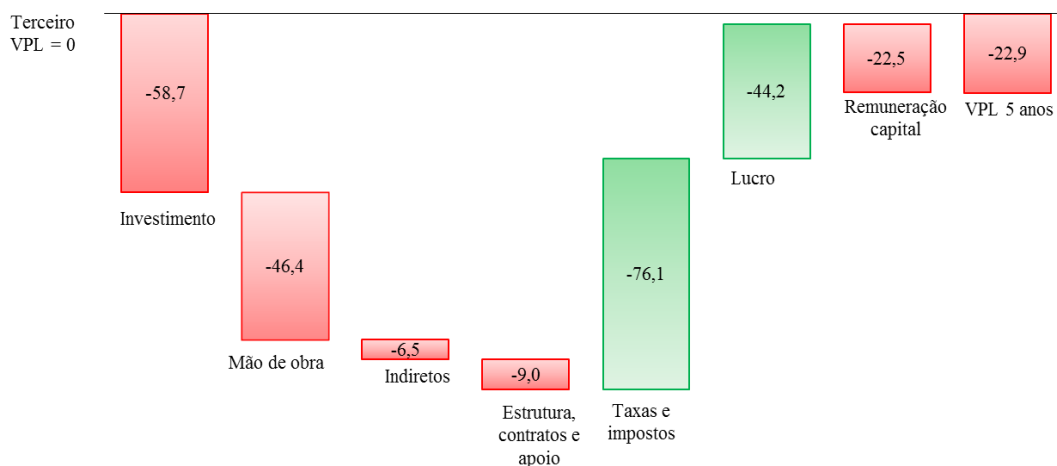 Terceiro
VPL = 0
-58,7
Investimento
-46,4
Mão de obra
-6,5
Indiretos
-9,0
Estrutura,
contratos e
apoio
-76,1
Taxas e
impostos
-44,2
Lucro
-22,5
Remuneração
capital
-22,9
VPL 5 anos